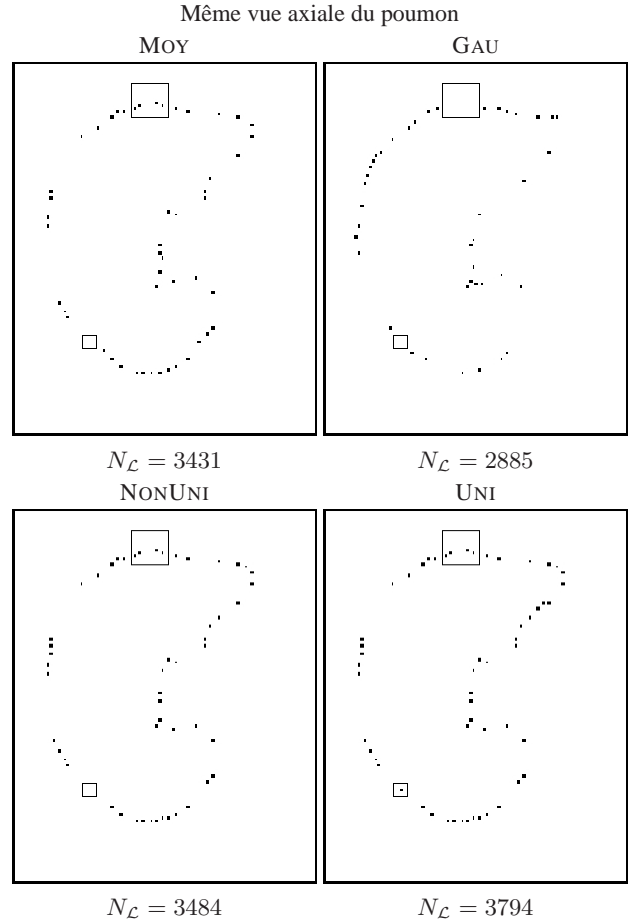 Même vue axiale du poumon
MOY GAU
N_ℒ = 3431 N_ℒ = 2885
NONUNI UNI
N_ℒ = 3484 N_ℒ = 3794